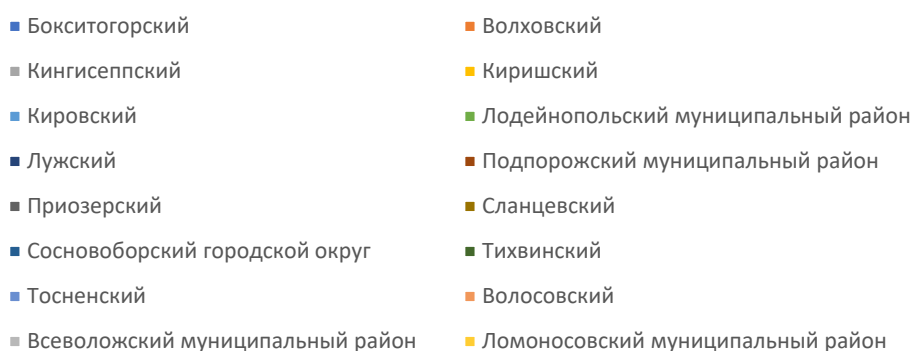 Бокситогорский
Волховский
Кингисеппский
Киришский
Кировский
Лодейнопольский муниципальный район
Лужский
Подпорожский муниципальный район
Приозерский
Сланцевский
Сосновоборский городской округ
Тихвинский
Тосненский
Волосовский
Всеволожский муниципальный район
Ломоносовский муниципальный район